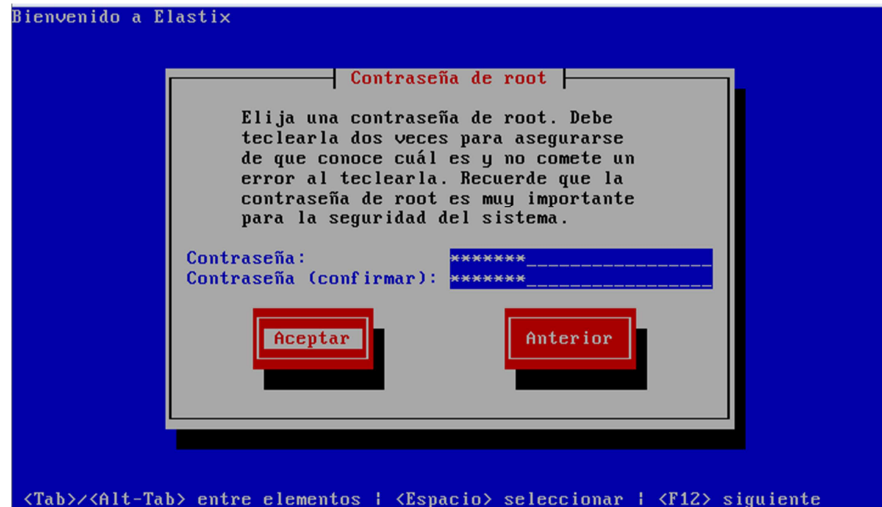 Bienvenido a Elastix
Contraseña de root
Elija una contraseña de root. Debe
teclearla dos veces para asegurarse
de que conoce cuál es y no comete un
error al teclearla. Recuerde que la
contraseña de root es muy importante
para la seguridad del sistema.
Contraseña: *******_________________
Contraseña (confirmar): *******_________________
Aceptar Anterior
<Tab>/<Alt-Tab> entre elementos | <Espacio> seleccionar | <F12> siguiente